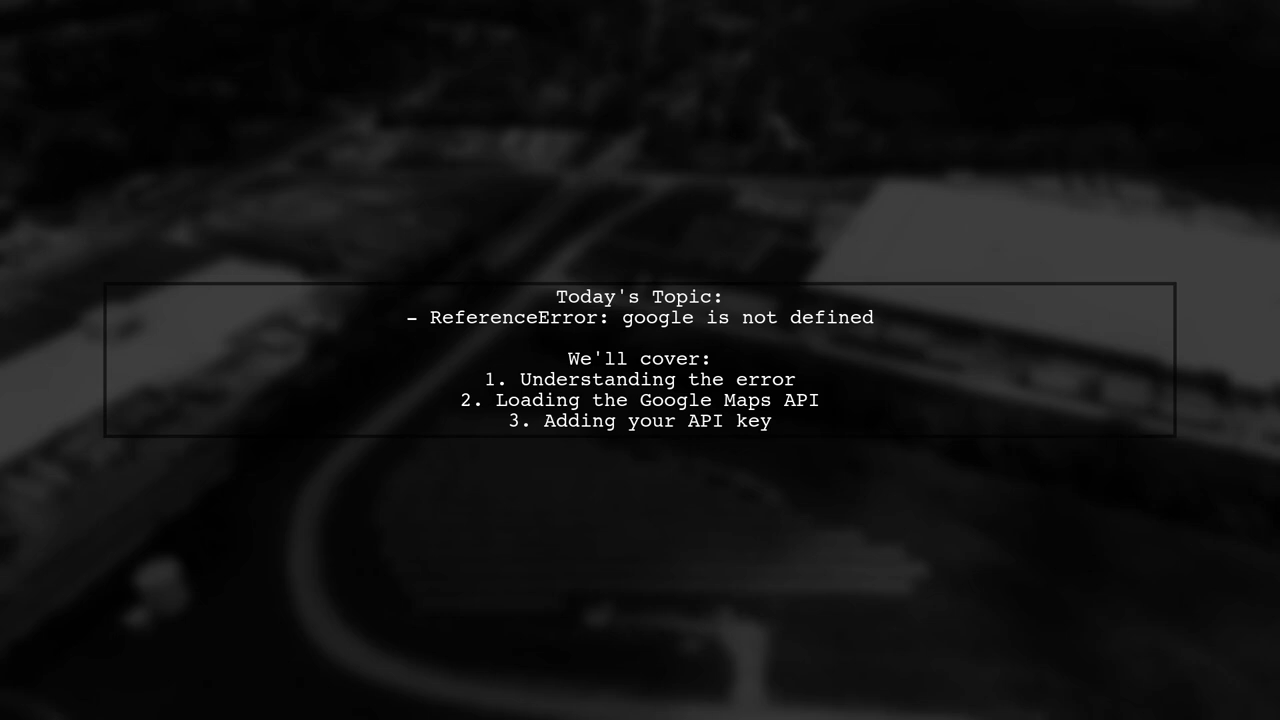 Today's Topic:
- ReferenceError: google is not defined
We'll cover:
1. Understanding the error
2. Loading the Google Maps API
3. Adding your API key